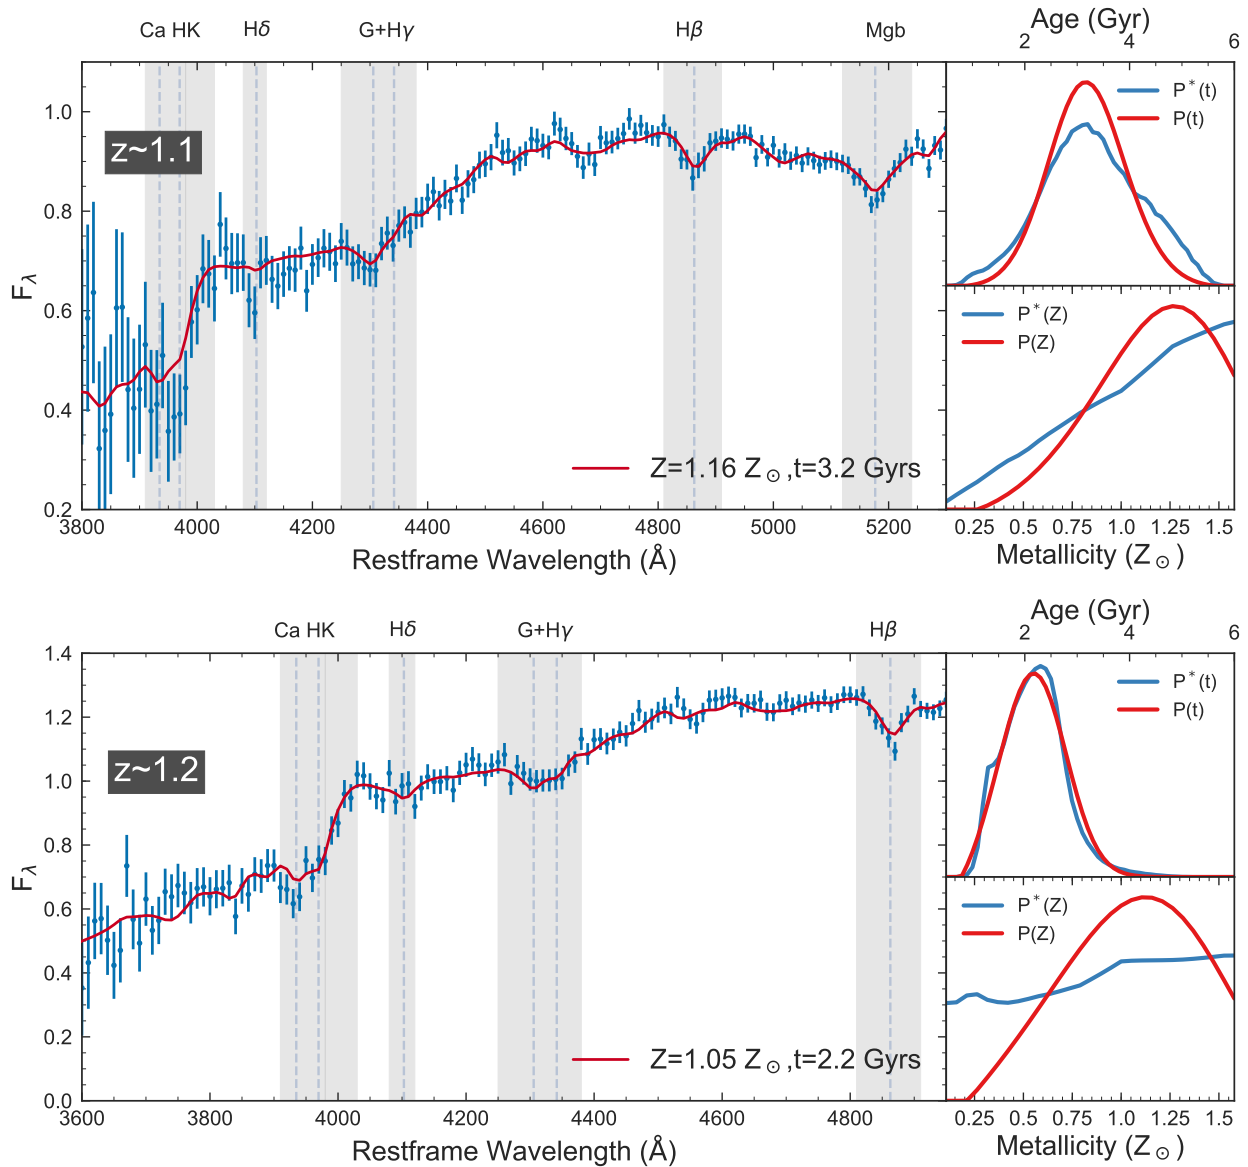 Ca HK Hδ G+Hγ Hβ Mgb
Age (Gyr)
2 4 6
z~1.1
P*(t)
P(t)
P*(Z)
P(Z)
F_λ
1.0
0.8
0.6
0.4
0.2
Z=1.16 Z⊙,t=3.2 Gyrs
3800 4000 4200 4400 4600 4800 5000 5200
Restframe Wavelength (Å)
0.25 0.5 0.75 1.0 1.25 1.5
Metallicity (Z⊙)
Ca HK Hδ G+Hγ Hβ
Age (Gyr)
2 4 6
z~1.2
P*(t)
P(t)
P*(Z)
P(Z)
F_λ
1.4
1.2
1.0
0.8
0.6
0.4
0.2
0.0
Z=1.05 Z⊙,t=2.2 Gyrs
3600 3800 4000 4200 4400 4600 4800
Restframe Wavelength (Å)
0.25 0.5 0.75 1.0 1.25 1.5
Metallicity (Z⊙)